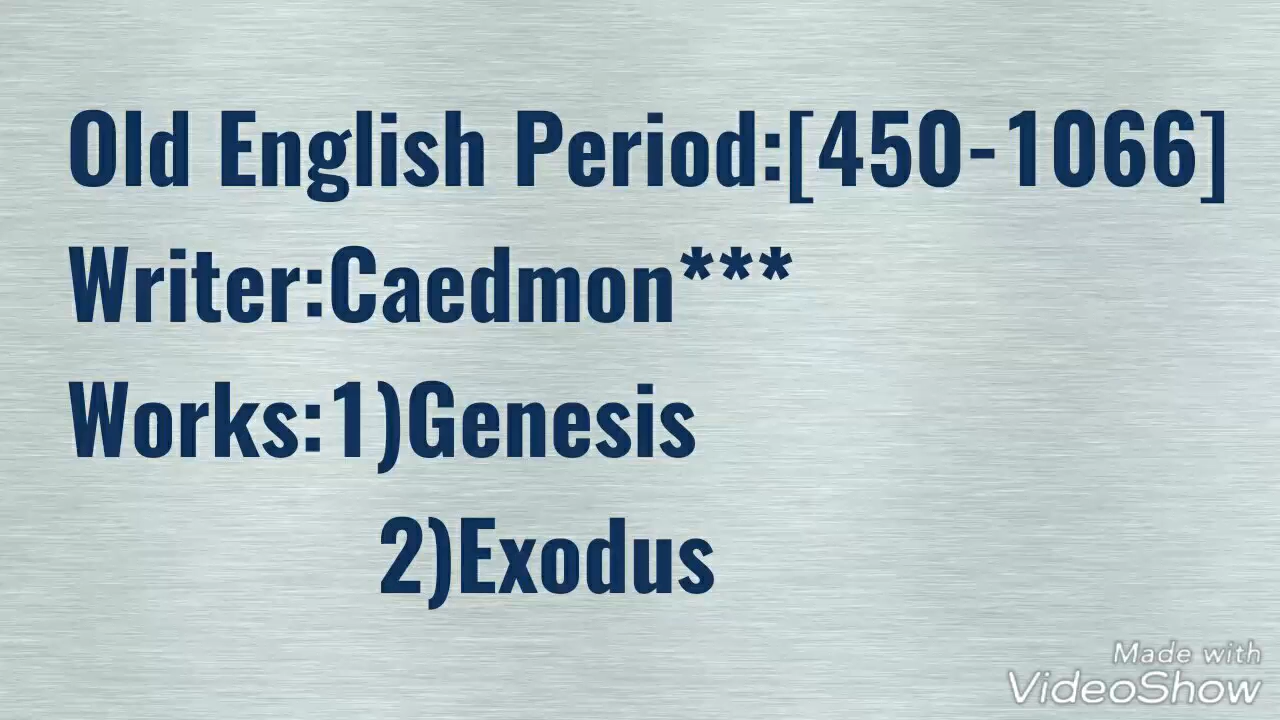 Old English Period:[450-1066]
Writer:Caedmon***
Works:1)Genesis
2)Exodus
Made with
VideoShow